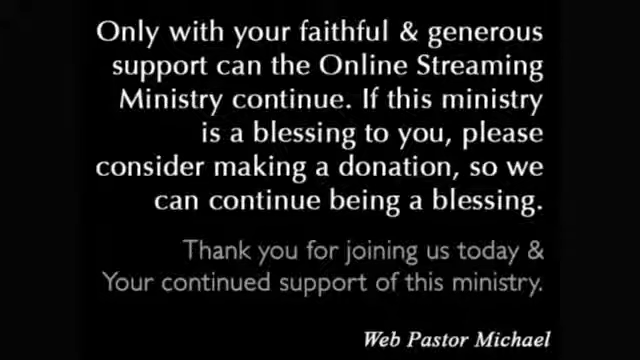 Only with your faithful & generous
support can the Online Streaming
Ministry continue. If this ministry
is a blessing to you, please
consider making a donation, so we
can continue being a blessing.
Thank you for joining us today &
Your continued support of this ministry.
Web Pastor Michael